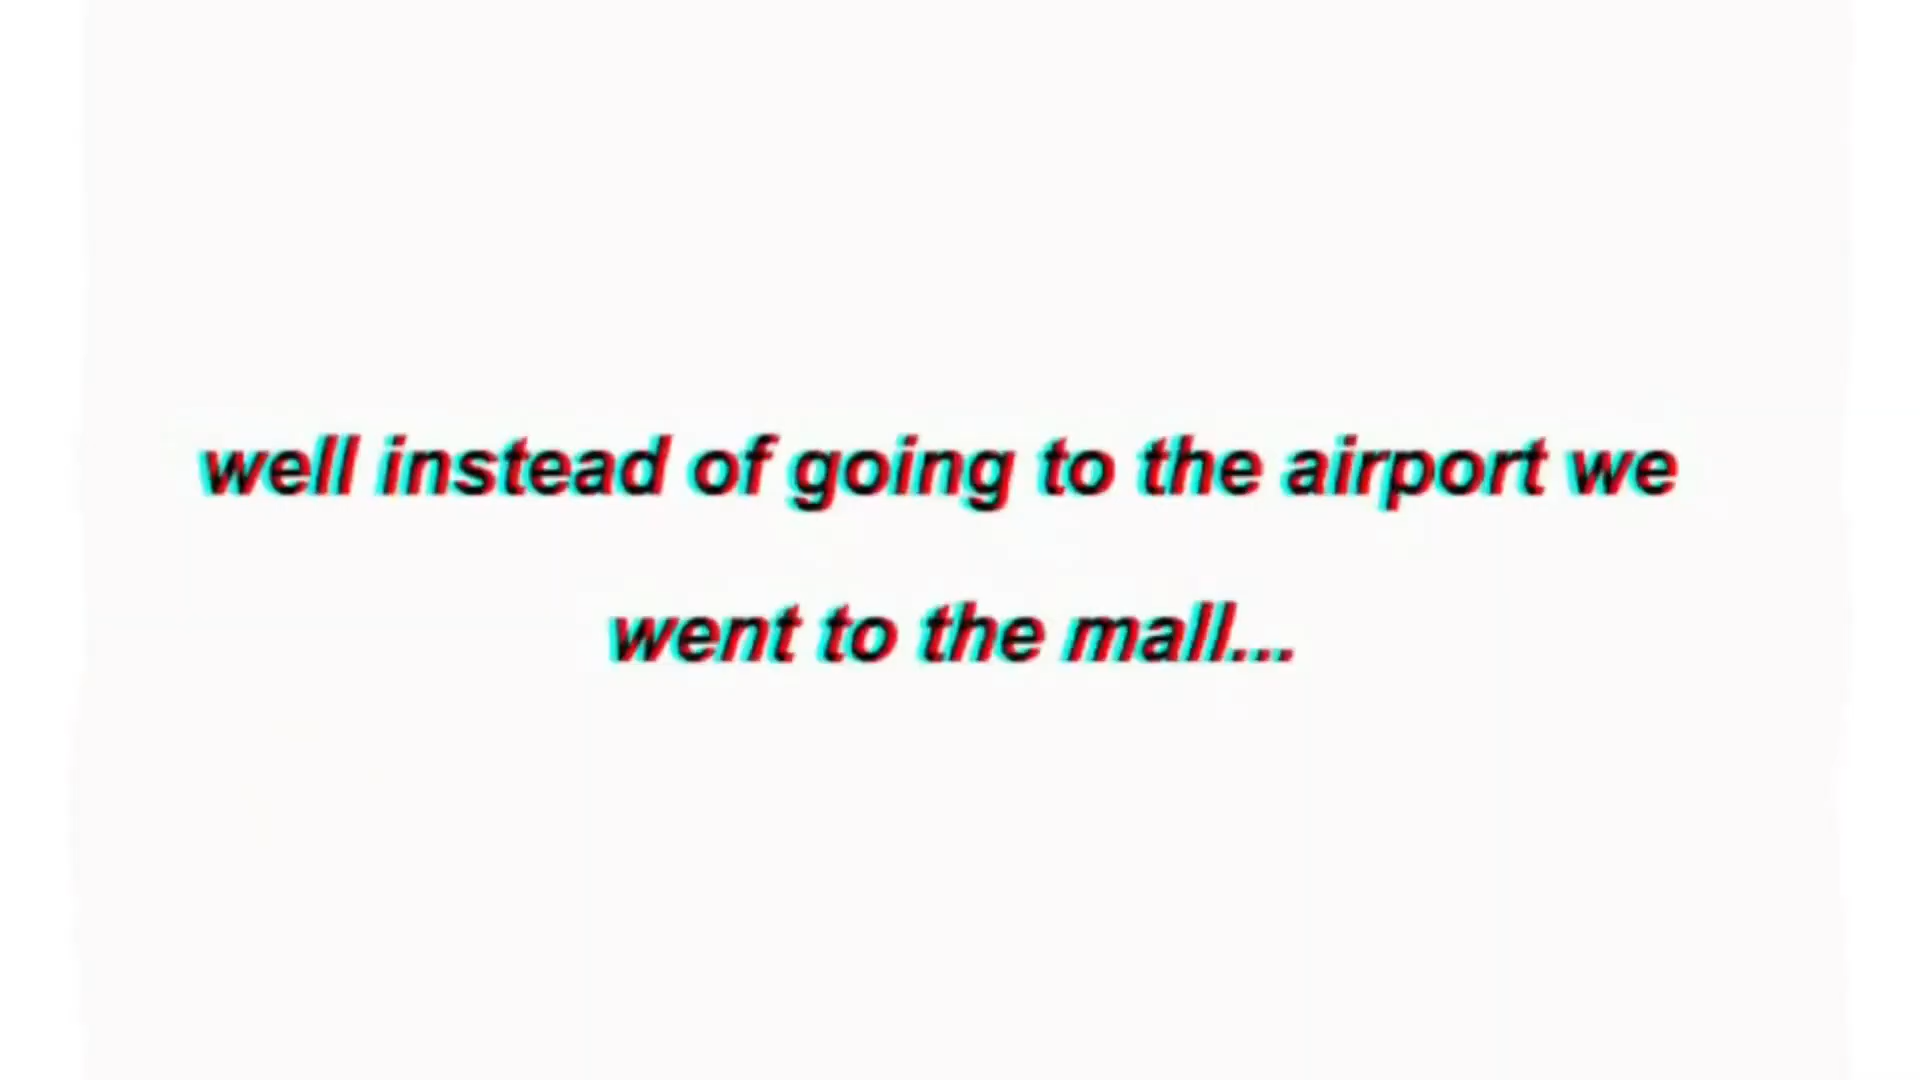 well instead of going to the airport we
went to the mall...